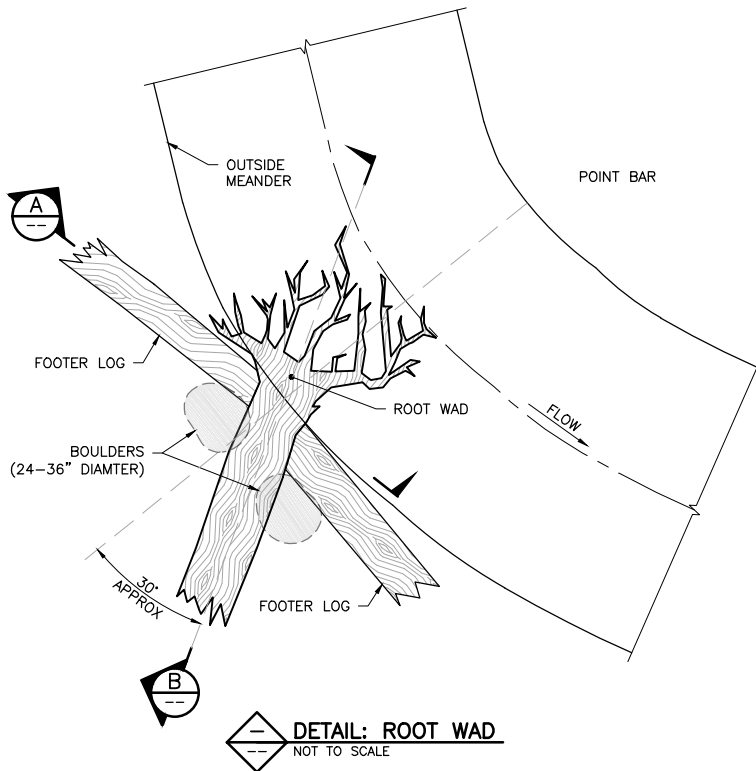 OUTSIDE
MEANDER
POINT BAR
A
--
FOOTER LOG
ROOT WAD
FLOW
BOULDERS
(24-36" DIAMTER)
30°
APPROX
FOOTER LOG
B
--
-
--
DETAIL: ROOT WAD
NOT TO SCALE